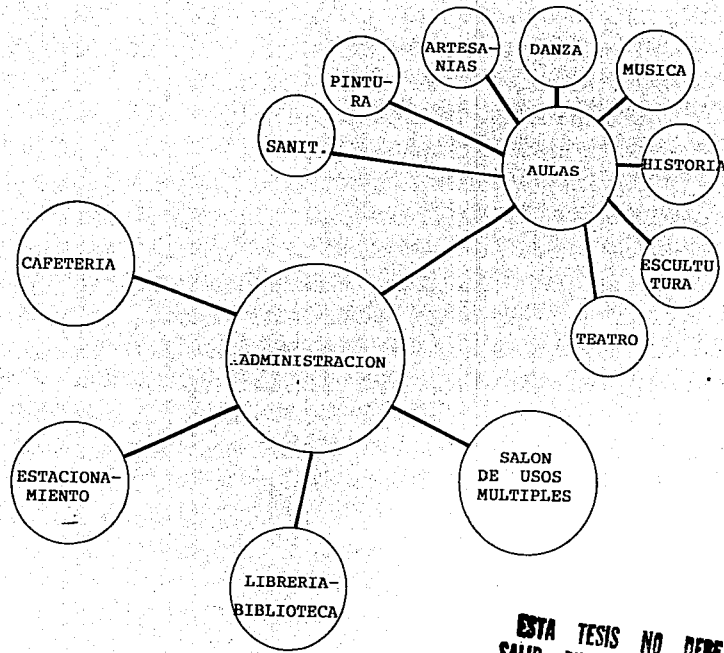 ARTESA-
NIAS
DANZA
MUSICA
PINTU-
RA
SANIT.
AULAS
HISTORIA
ESCULTU
TURA
TEATRO
CAFETERIA
ADMINISTRACION
ESTACIONA-
MIENTO
SALON
DE USOS
MULTIPLES
LIBRERIA-
BIBLIOTECA
ESTA TESIS NO DEBE